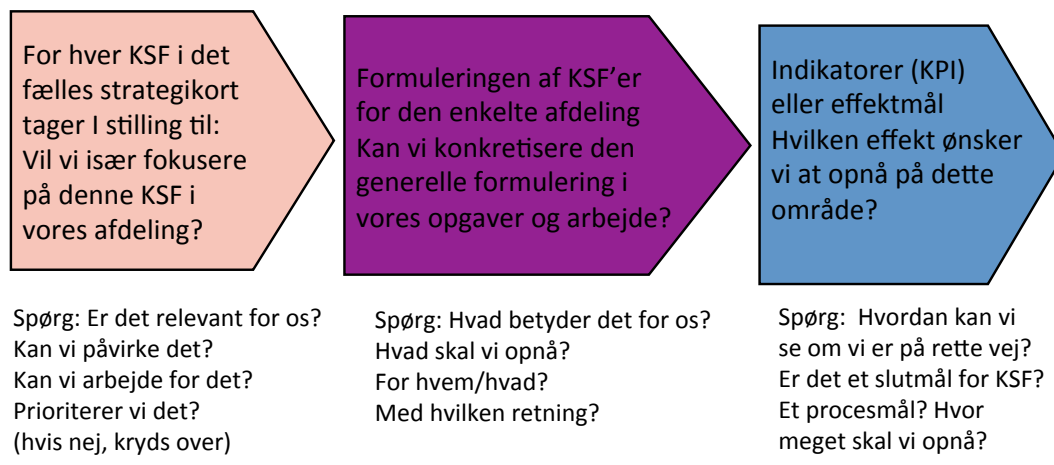 For hver KSF i det
fælles strategikort
tager I stilling til:
Vil vi især fokusere
på denne KSF i
vores afdeling?
Formuleringen af KSF’er
for den enkelte afdeling
Kan vi konkretisere den
generelle formulering i
vores opgaver og arbejde?
Indikatorer (KPI)
eller effektmål
Hvilken effekt ønsker
vi at opnå på dette
område?
Spørg: Er det relevant for os?
Kan vi påvirke det?
Kan vi arbejde for det?
Prioriterer vi det?
(hvis nej, kryds over)
Spørg: Hvad betyder det for os?
Hvad skal vi opnå?
For hvem/hvad?
Med hvilken retning?
Spørg:  Hvordan kan vi
se om vi er på rette vej?
Er det et slutmål for KSF?
Et procesmål? Hvor
meget skal vi opnå?